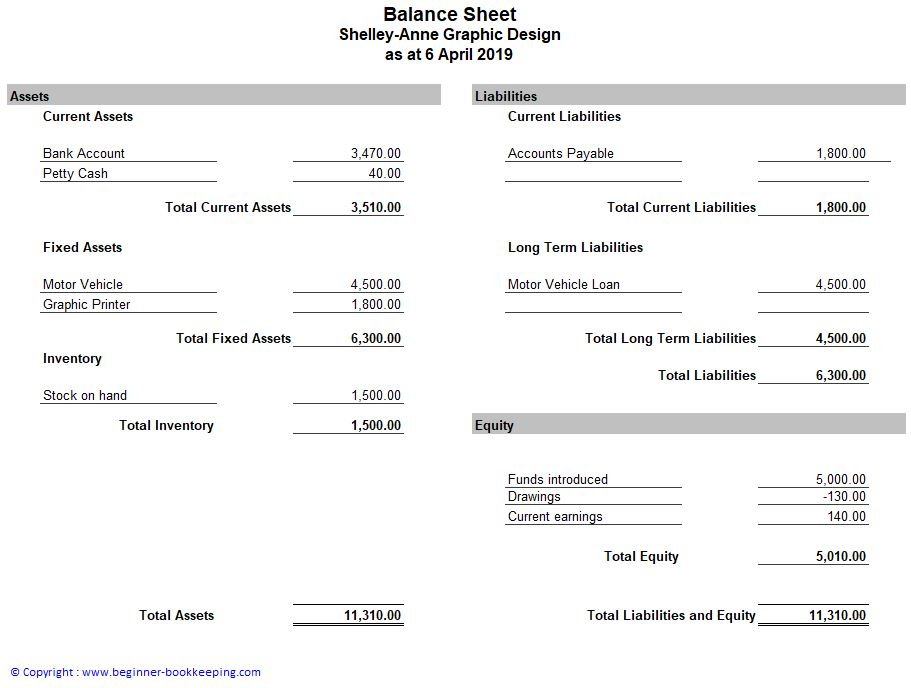 Balance Sheet
Shelley-Anne Graphic Design
as at 6 April 2019
Assets
Current Assets
Bank Account 3,470.00
Petty Cash 40.00
Total Current Assets 3,510.00
Fixed Assets
Motor Vehicle 4,500.00
Graphic Printer 1,800.00
Total Fixed Assets 6,300.00
Inventory
Stock on hand 1,500.00
Total Inventory 1,500.00
Total Assets 11,310.00
Liabilities
Current Liabilities
Accounts Payable 1,800.00
Total Current Liabilities 1,800.00
Long Term Liabilities
Motor Vehicle Loan 4,500.00
Total Long Term Liabilities 4,500.00
Total Liabilities 6,300.00
Equity
Funds introduced 5,000.00
Drawings -130.00
Current earnings 140.00
Total Equity 5,010.00
Total Liabilities and Equity 11,310.00
© Copyright : www.beginner-bookkeeping.com